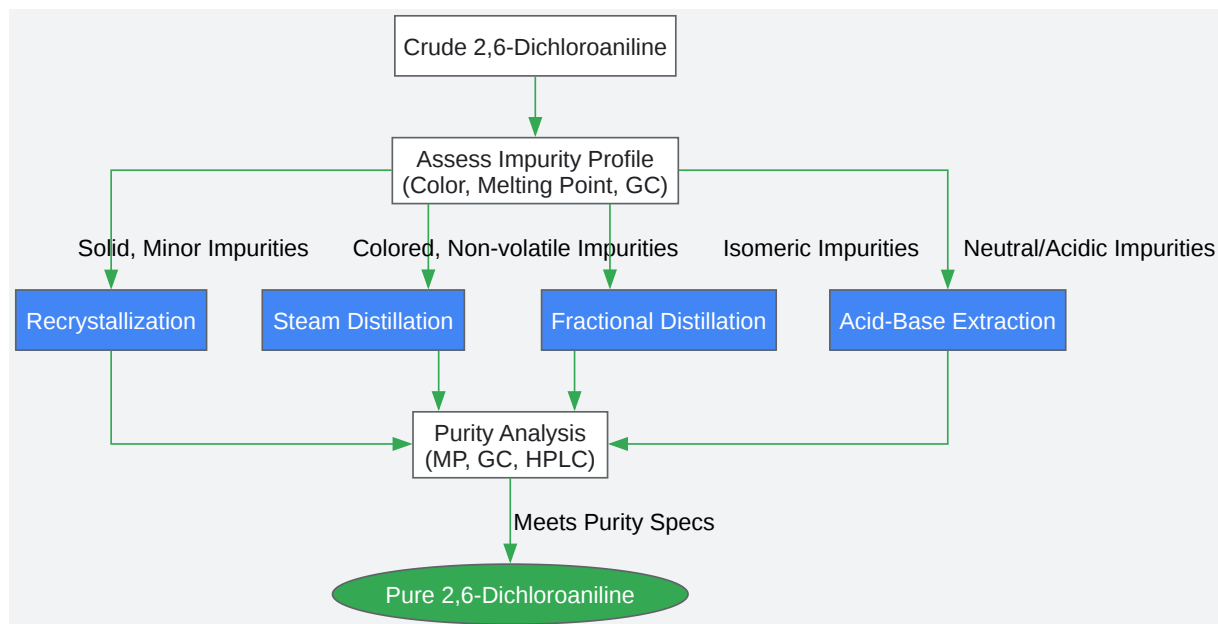 Crude 2,6-Dichloroaniline
Assess Impurity Profile
(Color, Melting Point, GC)
Solid, Minor Impurities
Colored, Non-volatile Impurities
Isomeric Impurities
Neutral/Acidic Impurities
Recrystallization
Steam Distillation
Fractional Distillation
Acid-Base Extraction
Purity Analysis
(MP, GC, HPLC)
Meets Purity Specs
Pure 2,6-Dichloroaniline